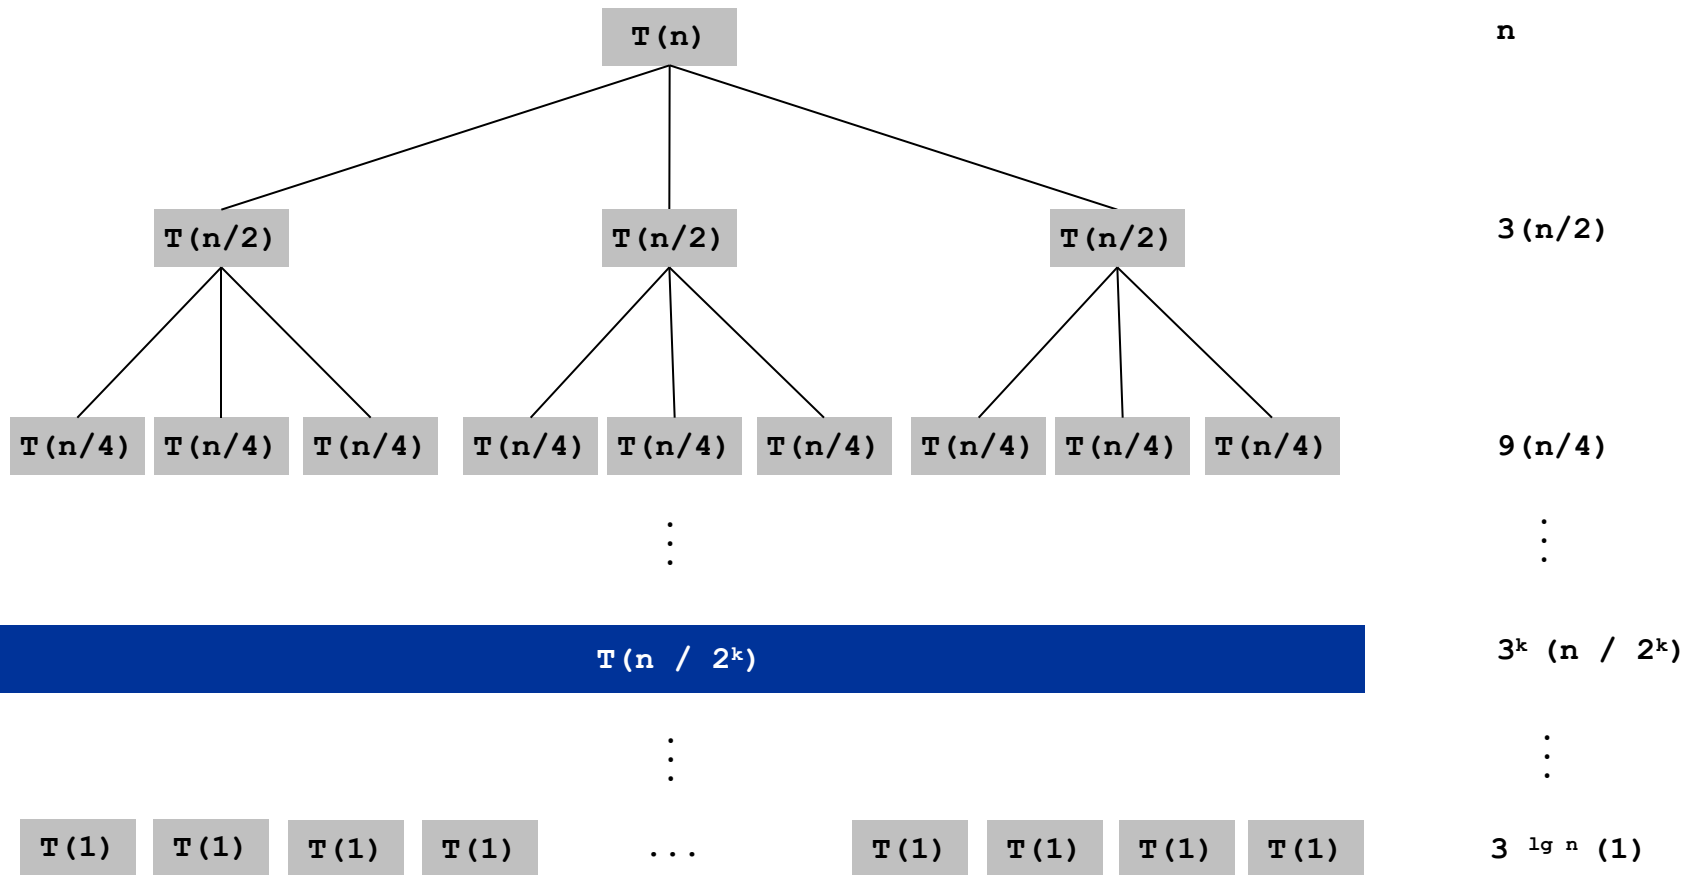 T(n) n
T(n/2) T(n/2) T(n/2) 3(n/2)
T(n/4) T(n/4) T(n/4) T(n/4) T(n/4) T(n/4) T(n/4) T(n/4) T(n/4) 9(n/4)
T(n / 2ᵏ) 3ᵏ (n / 2ᵏ)
T(1) T(1) T(1) T(1) ... T(1) T(1) T(1) T(1) 3 ˡᵍ ⁿ (1)